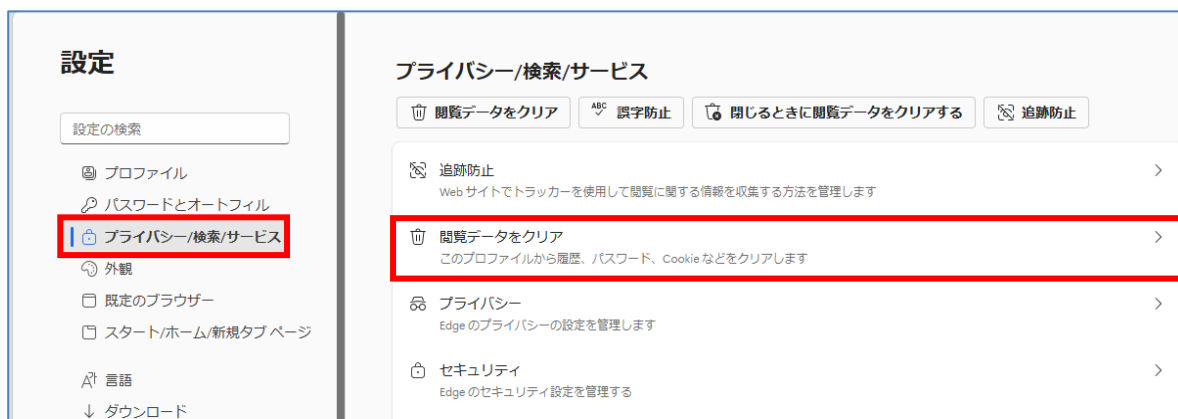 設定
設定の検索
プロファイル
パスワードとオートフィル
プライバシー/検索/サービス
外観
既定のブラウザー
スタート/ホーム/新規タブ ページ
言語
ダウンロード
プライバシー/検索/サービス
閲覧データをクリア
ABC 誤字防止
閉じるときに閲覧データをクリアする
追跡防止
追跡防止
Web サイトでトラッカーを使用して閲覧に関する情報を収集する方法を管理します
閲覧データをクリア
このプロファイルから履歴、パスワード、Cookie などをクリアします
プライバシー
Edge のプライバシーの設定を管理します
セキュリティ
Edge のセキュリティ設定を管理する